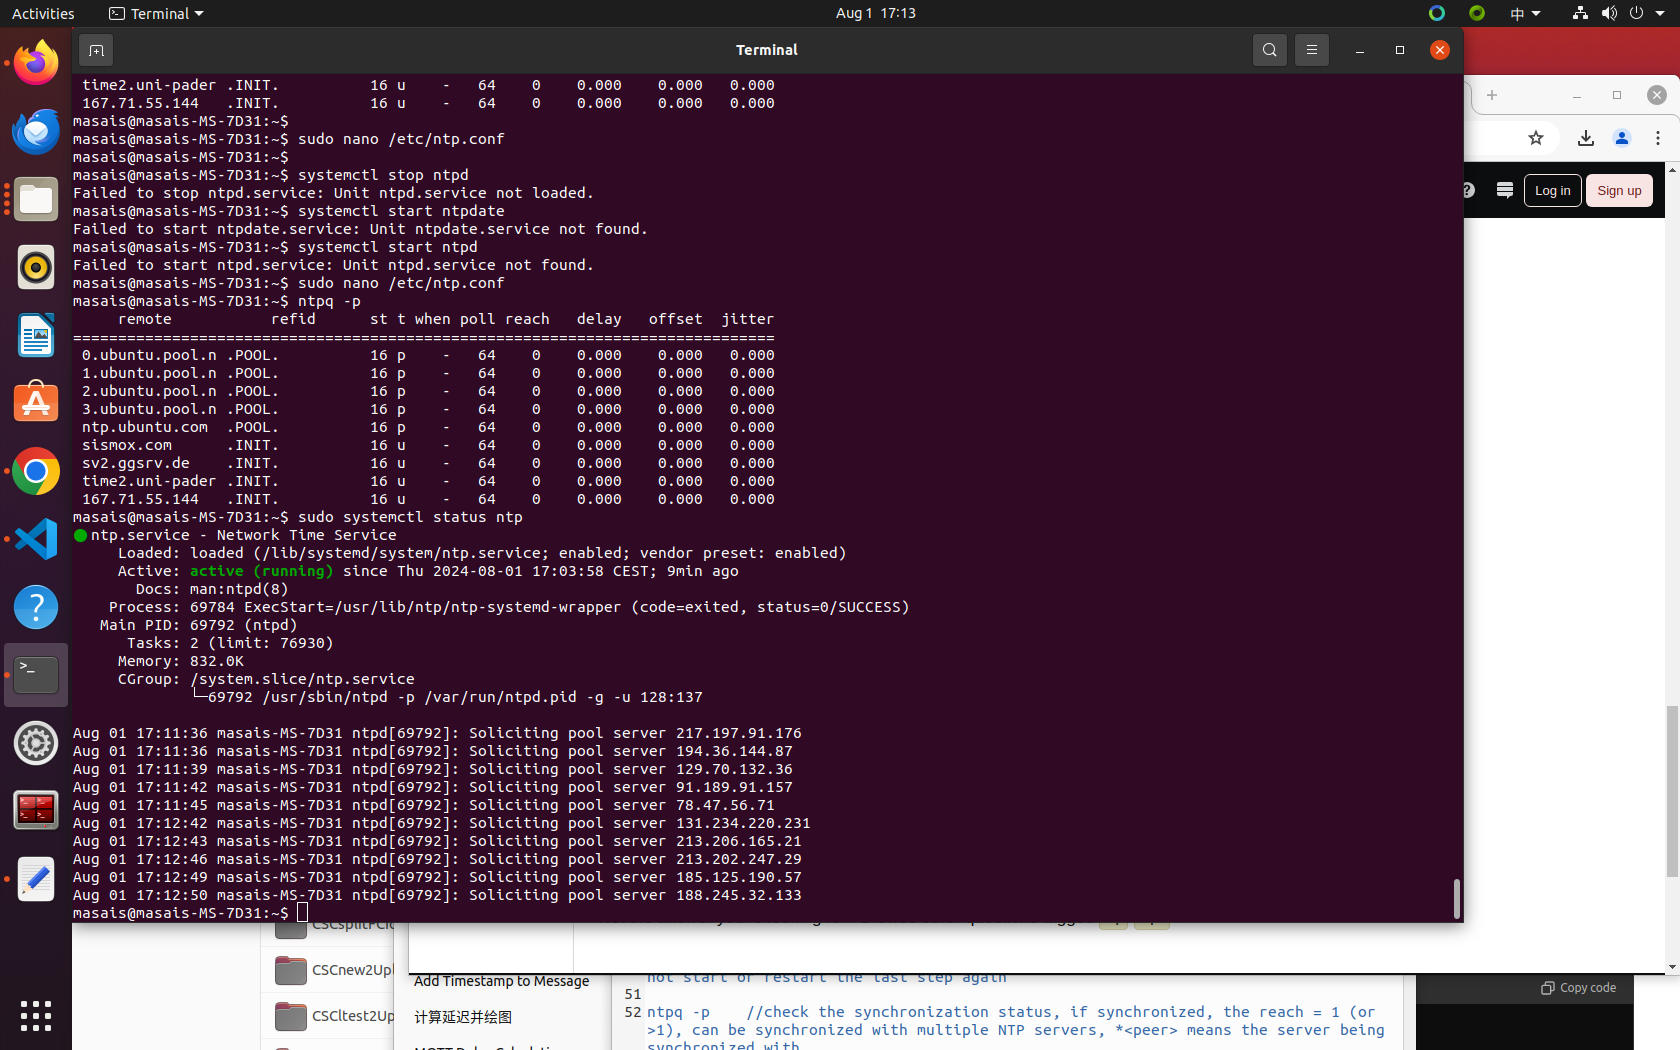 Activities
Terminal
Aug 1 17:13
中
Terminal
time2.uni-pader .INIT. 16 u - 64 0 0.000 0.000 0.000
167.71.55.144 .INIT. 16 u - 64 0 0.000 0.000 0.000
masais@masais-MS-7D31:~$
masais@masais-MS-7D31:~$ sudo nano /etc/ntp.conf
masais@masais-MS-7D31:~$
masais@masais-MS-7D31:~$ systemctl stop ntpd
Failed to stop ntpd.service: Unit ntpd.service not loaded.
masais@masais-MS-7D31:~$ systemctl start ntpdate
Failed to start ntpdate.service: Unit ntpdate.service not found.
masais@masais-MS-7D31:~$ systemctl start ntpd
Failed to start ntpd.service: Unit ntpd.service not found.
masais@masais-MS-7D31:~$ sudo nano /etc/ntp.conf
masais@masais-MS-7D31:~$ ntpq -p
remote refid st t when poll reach delay offset jitter
==============================================================================
0.ubuntu.pool.n .POOL. 16 p - 64 0 0.000 0.000 0.000
1.ubuntu.pool.n .POOL. 16 p - 64 0 0.000 0.000 0.000
2.ubuntu.pool.n .POOL. 16 p - 64 0 0.000 0.000 0.000
3.ubuntu.pool.n .POOL. 16 p - 64 0 0.000 0.000 0.000
ntp.ubuntu.com .POOL. 16 p - 64 0 0.000 0.000 0.000
sismox.com .INIT. 16 u - 64 0 0.000 0.000 0.000
sv2.ggsrv.de .INIT. 16 u - 64 0 0.000 0.000 0.000
time2.uni-pader .INIT. 16 u - 64 0 0.000 0.000 0.000
167.71.55.144 .INIT. 16 u - 64 0 0.000 0.000 0.000
masais@masais-MS-7D31:~$ sudo systemctl status ntp
● ntp.service - Network Time Service
Loaded: loaded (/lib/systemd/system/ntp.service; enabled; vendor preset: enabled)
Active: active (running) since Thu 2024-08-01 17:03:58 CEST; 9min ago
Docs: man:ntpd(8)
Process: 69784 ExecStart=/usr/lib/ntp/ntp-systemd-wrapper (code=exited, status=0/SUCCESS)
Main PID: 69792 (ntpd)
Tasks: 2 (limit: 76930)
Memory: 832.0K
CGroup: /system.slice/ntp.service
└─69792 /usr/sbin/ntpd -p /var/run/ntpd.pid -g -u 128:137
Aug 01 17:11:36 masais-MS-7D31 ntpd[69792]: Soliciting pool server 217.197.91.176
Aug 01 17:11:36 masais-MS-7D31 ntpd[69792]: Soliciting pool server 194.36.144.87
Aug 01 17:11:39 masais-MS-7D31 ntpd[69792]: Soliciting pool server 129.70.132.36
Aug 01 17:11:42 masais-MS-7D31 ntpd[69792]: Soliciting pool server 91.189.91.157
Aug 01 17:11:45 masais-MS-7D31 ntpd[69792]: Soliciting pool server 78.47.56.71
Aug 01 17:12:42 masais-MS-7D31 ntpd[69792]: Soliciting pool server 131.234.220.231
Aug 01 17:12:43 masais-MS-7D31 ntpd[69792]: Soliciting pool server 213.206.165.21
Aug 01 17:12:46 masais-MS-7D31 ntpd[69792]: Soliciting pool server 213.202.247.29
Aug 01 17:12:49 masais-MS-7D31 ntpd[69792]: Soliciting pool server 185.125.190.57
Aug 01 17:12:50 masais-MS-7D31 ntpd[69792]: Soliciting pool server 188.245.32.133
masais@masais-MS-7D31:~$
Log in
Sign up
CSCnew2Upl
CSCltest2Up
Add Timestamp to Message
计算延迟并绘图
not start or restart the last step again
51
52 ntpq -p //check the synchronization status, if synchronized, the reach = 1 (or
>1), can be synchronized with multiple NTP servers, *<peer> means the server being
synchronized with
Copy code